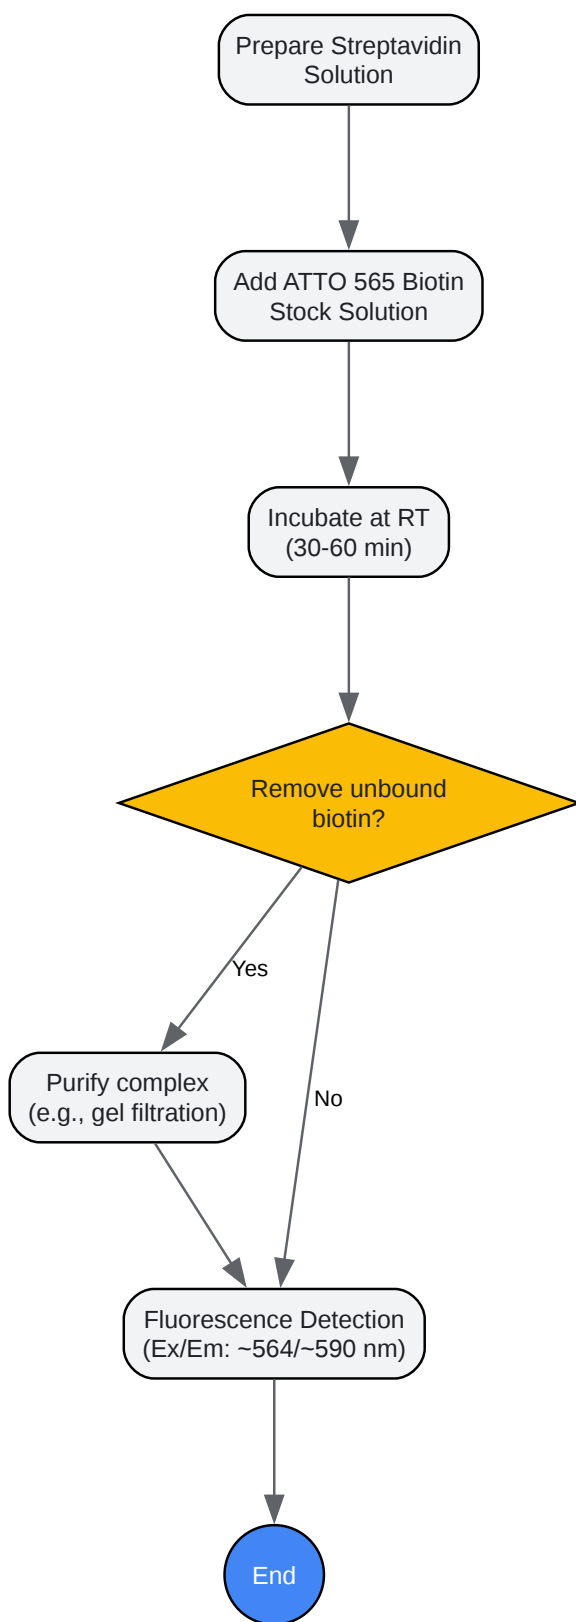 Prepare Streptavidin
Solution
Add ATTO 565 Biotin
Stock Solution
Incubate at RT
(30-60 min)
Remove unbound
biotin?
Yes
Purify complex
(e.g., gel filtration)
No
Fluorescence Detection
(Ex/Em: ~564/~590 nm)
End